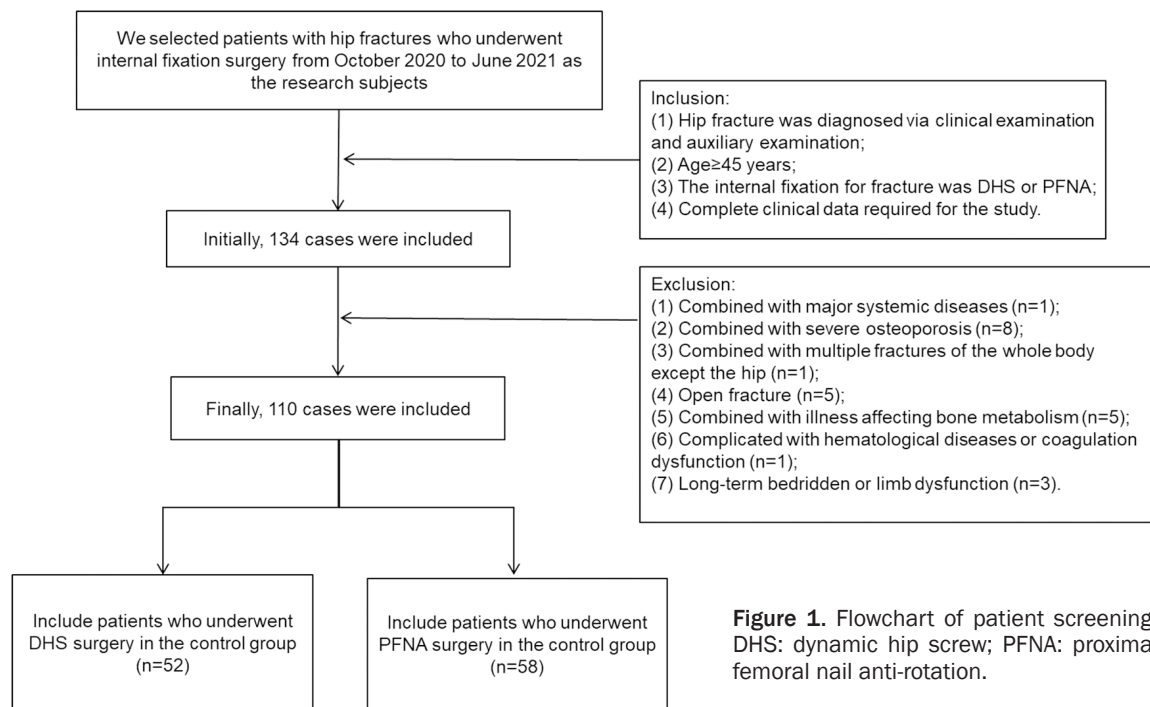 We selected patients with hip fractures who underwent
internal fixation surgery from October 2020 to June 2021 as
the research subjects
Inclusion:
(1) Hip fracture was diagnosed via clinical examination
and auxiliary examination;
(2) Age≥45 years;
(3) The internal fixation for fracture was DHS or PFNA;
(4) Complete clinical data required for the study.
Initially, 134 cases were included
Exclusion:
(1) Combined with major systemic diseases (n=1);
(2) Combined with severe osteoporosis (n=8);
(3) Combined with multiple fractures of the whole body
except the hip (n=1);
(4) Open fracture (n=5);
(5) Combined with illness affecting bone metabolism (n=5);
(6) Complicated with hematological diseases or coagulation
dysfunction (n=1);
(7) Long-term bedridden or limb dysfunction (n=3).
Finally, 110 cases were included
Include patients who underwent
DHS surgery in the control group
(n=52)
Include patients who underwent
PFNA surgery in the control group
(n=58)
Figure 1. Flowchart of patient screening
DHS: dynamic hip screw; PFNA: proxima
femoral nail anti-rotation.